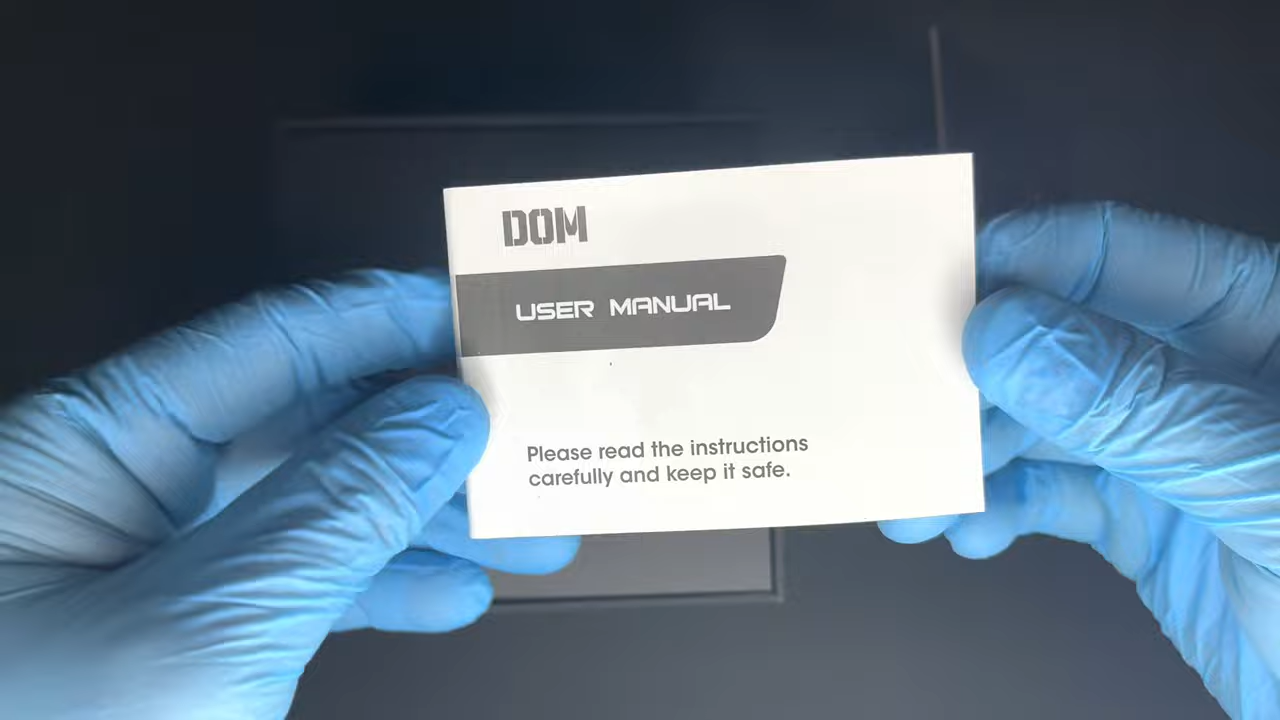 DOM
USER MANUAL
Please read the instructions
carefully and keep it safe.